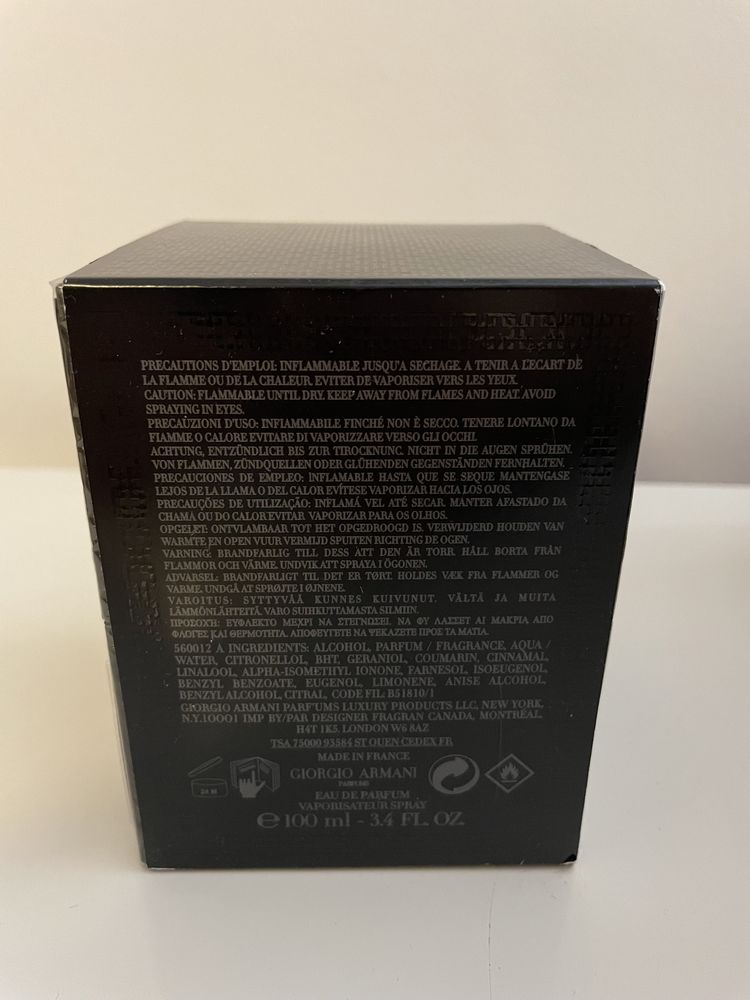 PRECAUTIONS D'EMPLOI: INFLAMMABLE JUSQU'A SECHAGE. A TENIR A L'ECART DE
LA FLAMME OU DE LA CHALEUR. EVITER DE VAPORISER VERS LES YEUX.
CAUTION: FLAMMABLE UNTIL DRY. KEEP AWAY FROM FLAMES AND HEAT. AVOID
SPRAYING IN EYES.
PRECAÙZIONI D'USO: INFIAMMABILE FINCHÉ NON È SECCO. TENERE LONTANO DA
FIAMME O CALORE EVITARE DI VAPORIZZARE VERSO GLI OCCHI.
ACHTUNG, ENTZÜNDLICH BIS ZUR TIROCKNUNC. NICHT IN DIE AUGEN SPRÜHEN.
VON FLAMMEN, ZÜNDQUELLEN ODER GLÜHENDEN GEGENSTÄNDEN FERNHALTEN.
PRECAUCIONES DE EMPLEO: INFLAMABLE HASTA QUE SE SEQUE MANTENGASE
LEJOS DE LA LLAMA O DEL CALOR EVÍTESE VAPORIZAR HACIA LOS OJOS.
PRECAUÇÕES DE UTILIZAÇÃO: INFLAMÁ VEL ATÉ SECAR. MANTER AFASTADO DA
CHAMA OU DO CALOR EVITAR VAPORIZAR PARA OS OLHOS.
OPGELET: ONTVLAMBAAR TOT HET OPGEDROOGD IS. VERWIJDERD HOUDEN VAN
WARMTE EN OPEN VUUR VERMIJD SPUITEN RICHTING DE OGEN.
VARNING: BRANDFARLIG TILL DESS ATT DEN ÄR TORR. HÅLL BORTA FRÅN
FLAMMOR OCH VÄRME. UNDVIK ATT SPRAYA I ÖGONEN.
ADVARSEL: BRANDFARLIGT TIL DET ER TØRT. HOLDES VÆK FRA FLAMMER OG
VARME. UNDGÅ AT SPRØJTE I ØJNENE.
VAROITUS: SYTTYVÄÄ KUNNES KUIVUNUT. VÄLTÄ JA MUITA
LÄMMÖNLÄHTEITÄ. VARO SUIHKUTTAMASTA SILMIIN.
ΠΡΟΣΟΧΗ: ΕΥΦΛΕΚΤΟ ΜΕΧΡΙ ΝΑ ΣΤΕΓΝΩΣΕΙ. ΝΑ ΦΥ ΛΑΣΣΕΤ ΑΙ ΜΑΚΡΙΑ ΑΠΟ
ΦΛΟΓΕΣ ΚΑΙ ΘΕΡΜΟΤΗΤΑ. ΑΠΟΦΕΥΓΕΤΕ ΝΑ ΨΕΚΑΖΕΤΕ ΠΡΟΣ ΤΑ ΜΑΤΙΑ.
560012 A INGREDIENTS: ALCOHOL, PARFUM / FRAGRANCE, AQUA /
WATER, CITRONELLOL, BHT, GERANIOL, COUMARIN, CINNAMAL,
LINALOOL, ALPHA-ISOMETHYL IONONE, FARNESOL, ISOEUGENOL,
BENZYL BENZOATE, EUGENOL, LIMONENE, ANISE ALCOHOL,
BENZYL ALCOHOL, CITRAL, CODE FIL: B51810/1
GIORGIO ARMANI PARF'UMS LUXURY PRODUCTS LLC, NEW YORK,
N.Y.10001 IMP BY/PAR DESIGNER FRAGRAN CANADA, MONTRÉAL.
H4T 1K5. LONDON W6 8AZ
TSA 75000 93584 ST OUEN CEDEX FR
MADE IN FRANCE
GIORGIO ARMANI
PARFUMS
24 M
EAU DE PARFUM
VAPORISATEUR SPRAY
℮ 100 ml - 3.4 FL. OZ.